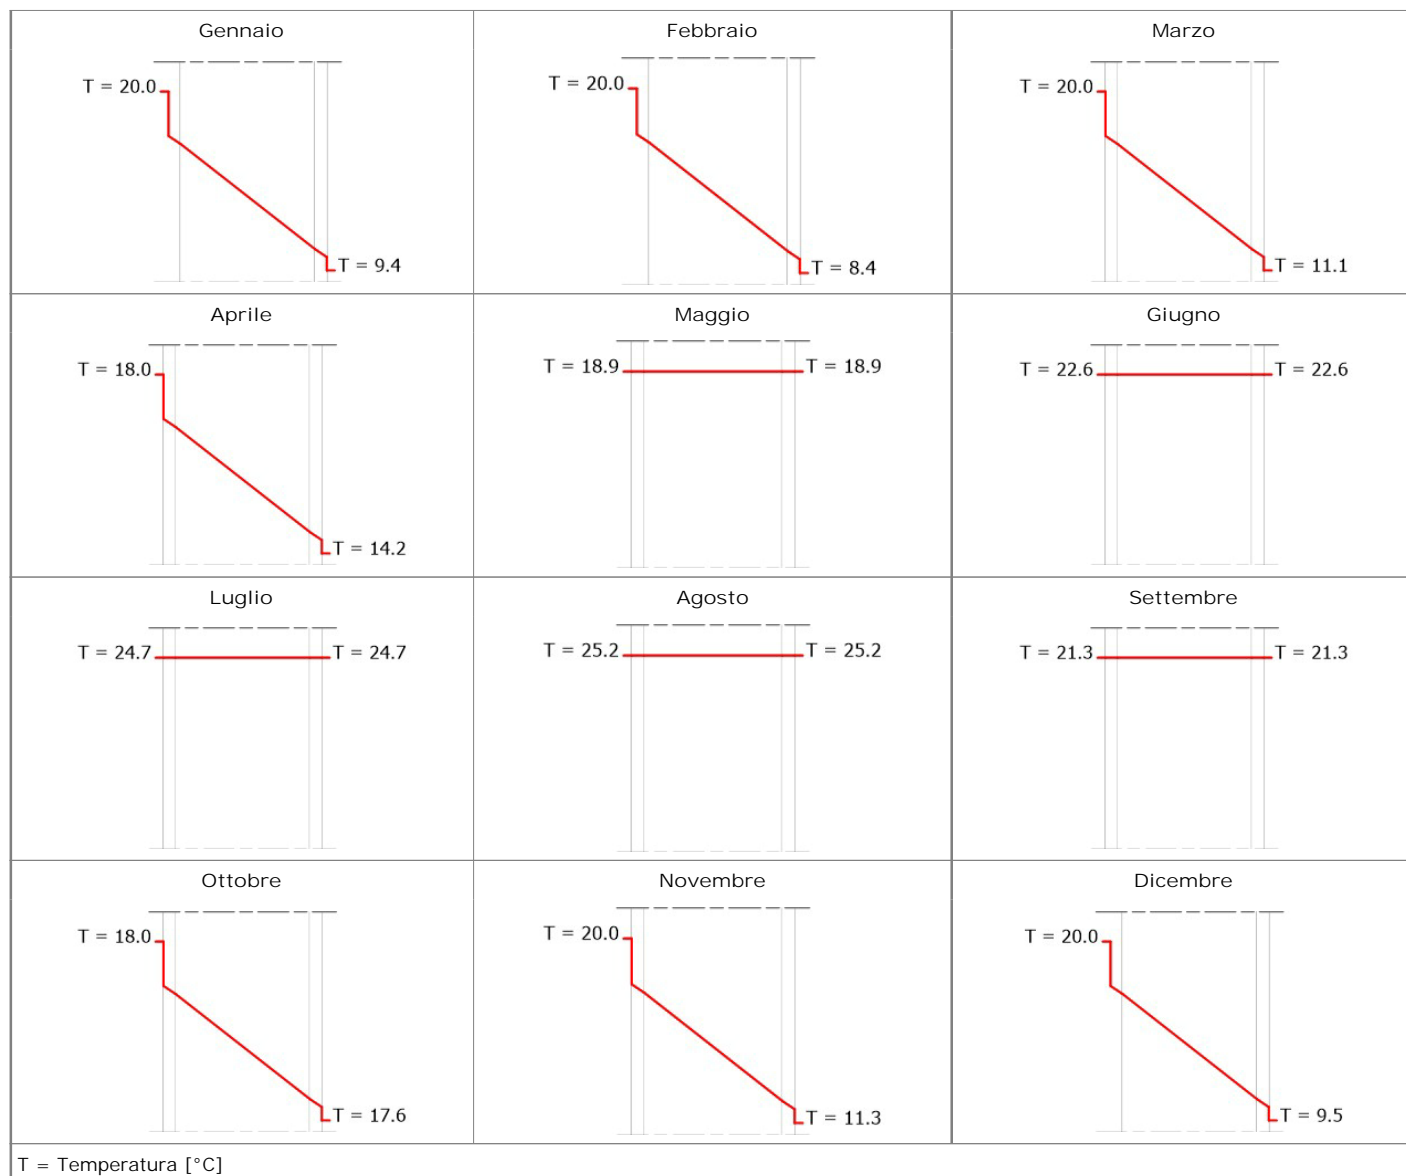 Gennaio
T = 20.0
T = 9.4
Febbraio
T = 20.0
T = 8.4
Marzo
T = 20.0
T = 11.1
Aprile
T = 18.0
T = 14.2
Maggio
T = 18.9 T = 18.9
Giugno
T = 22.6 T = 22.6
Luglio
T = 24.7 T = 24.7
Agosto
T = 25.2 T = 25.2
Settembre
T = 21.3 T = 21.3
Ottobre
T = 18.0
T = 17.6
Novembre
T = 20.0
T = 11.3
Dicembre
T = 20.0
T = 9.5
T = Temperatura [°C]